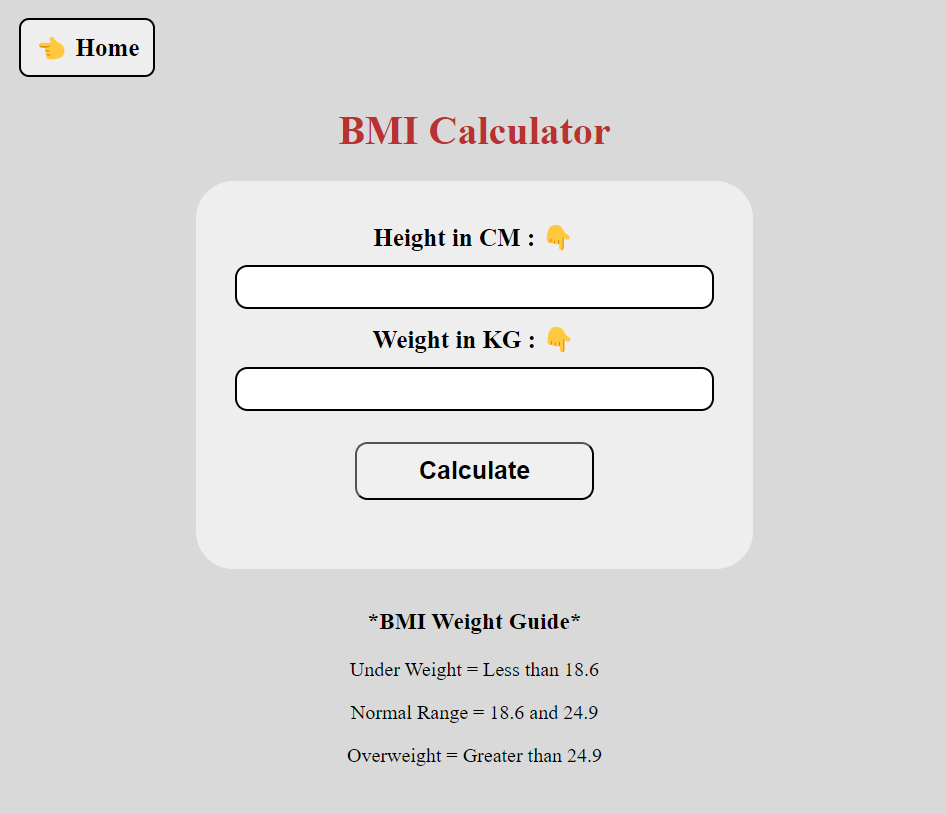 👈 Home
BMI Calculator
Height in CM : 👇
Weight in KG : 👇
Calculate
*BMI Weight Guide*
Under Weight = Less than 18.6
Normal Range = 18.6 and 24.9
Overweight = Greater than 24.9